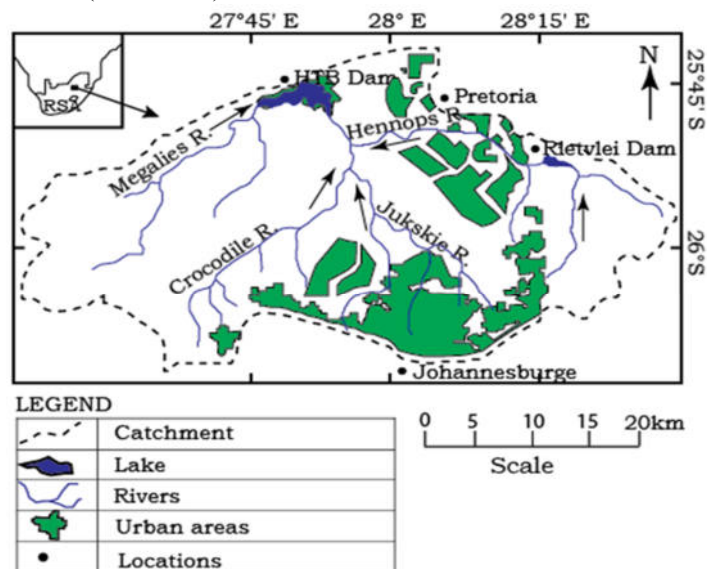 27°45' E 28° E 28°15' E
RSA
HTB Dam
N
25°45' S
Pretoria
Hennops R.
Megalies R.
Rietvlei Dam
Jukskie R.
Crocodile R.
26°S
Johannesburge
LEGEND
Catchment
Lake
Rivers
Urban areas
Locations
0 5 10 15 20km
Scale